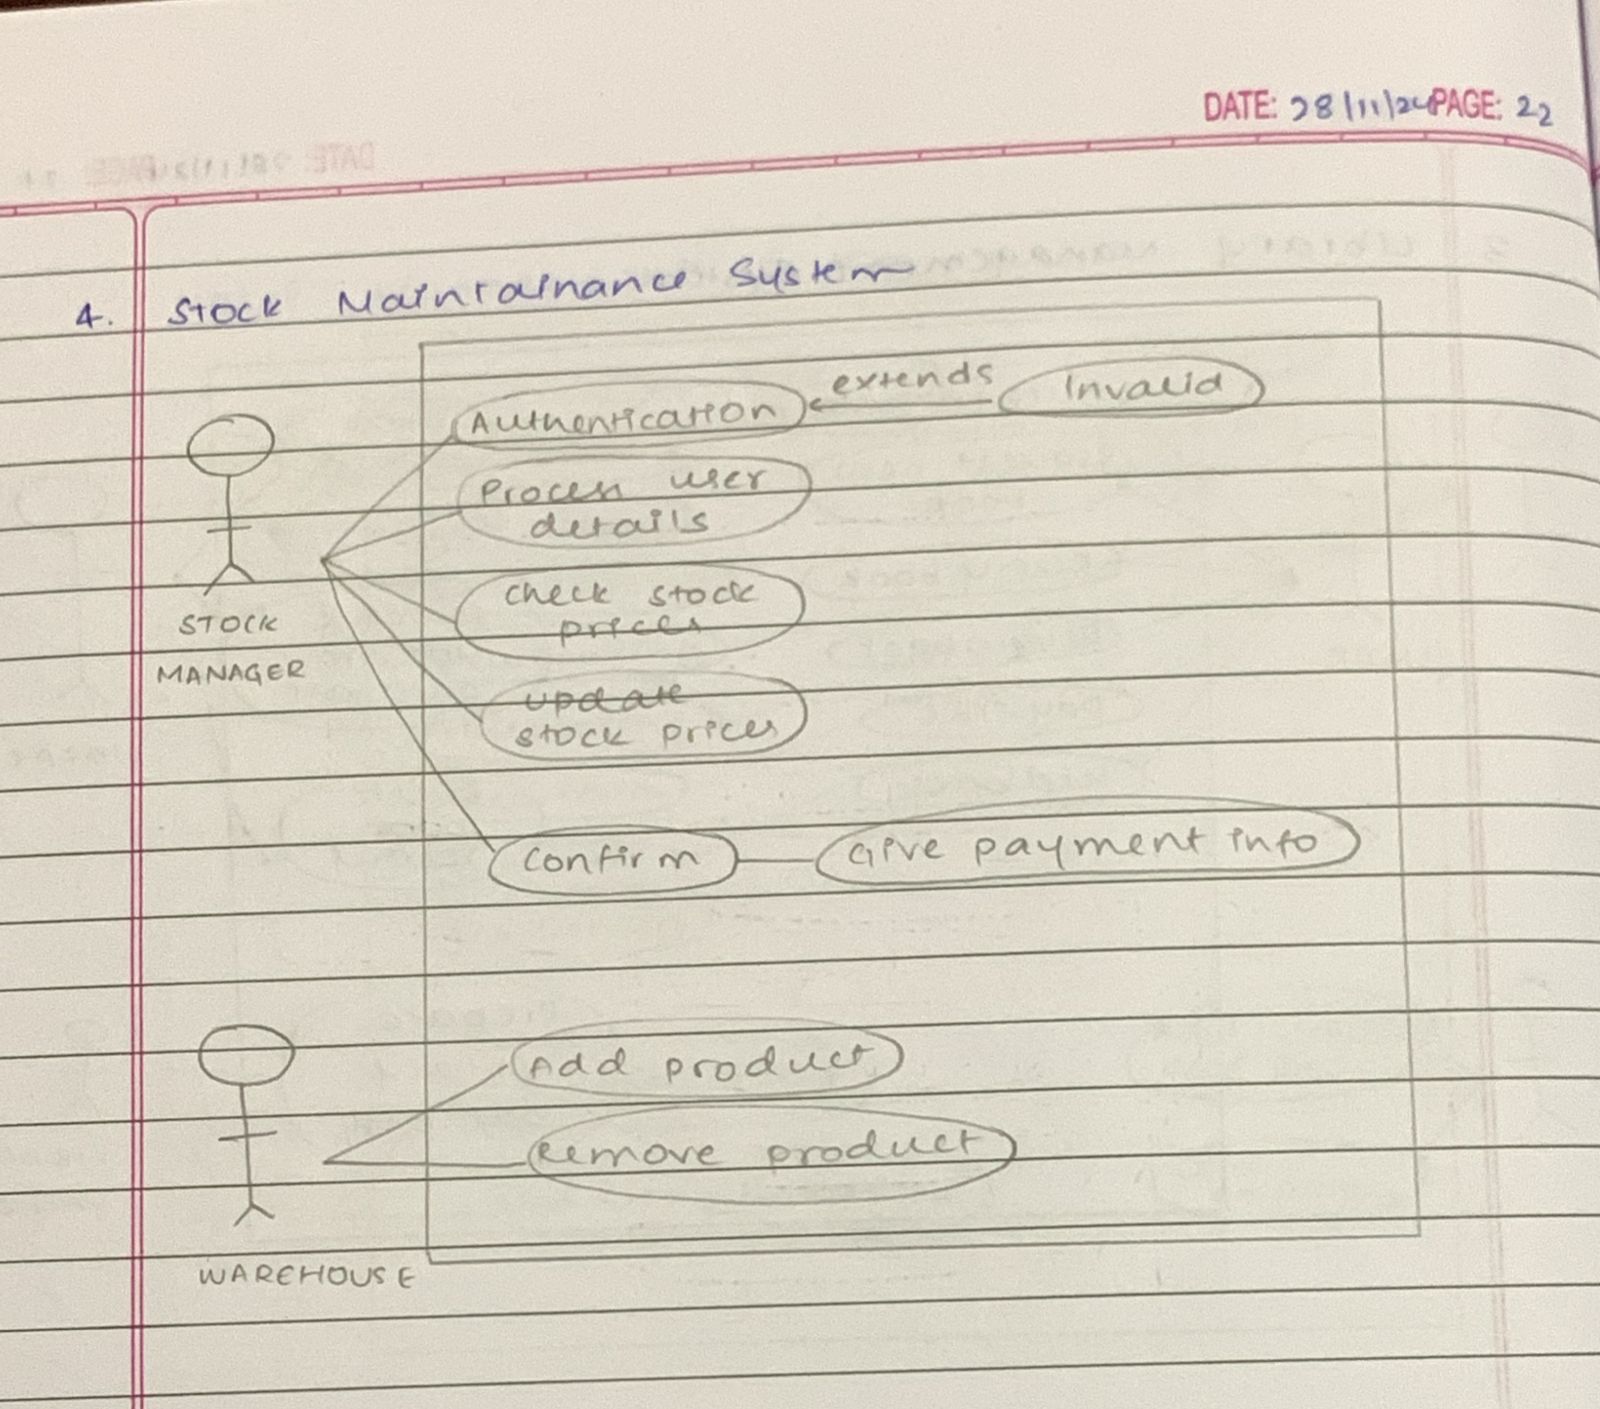 DATE: 28/11/24 PAGE: 22
4. Stock Maintainance System
extends
Invalid
Authentication
Process user
details
check stock
prices
STOCK
MANAGER
update
stock prices
confirm
Give payment info
Add product
Remove product
WAREHOUSE